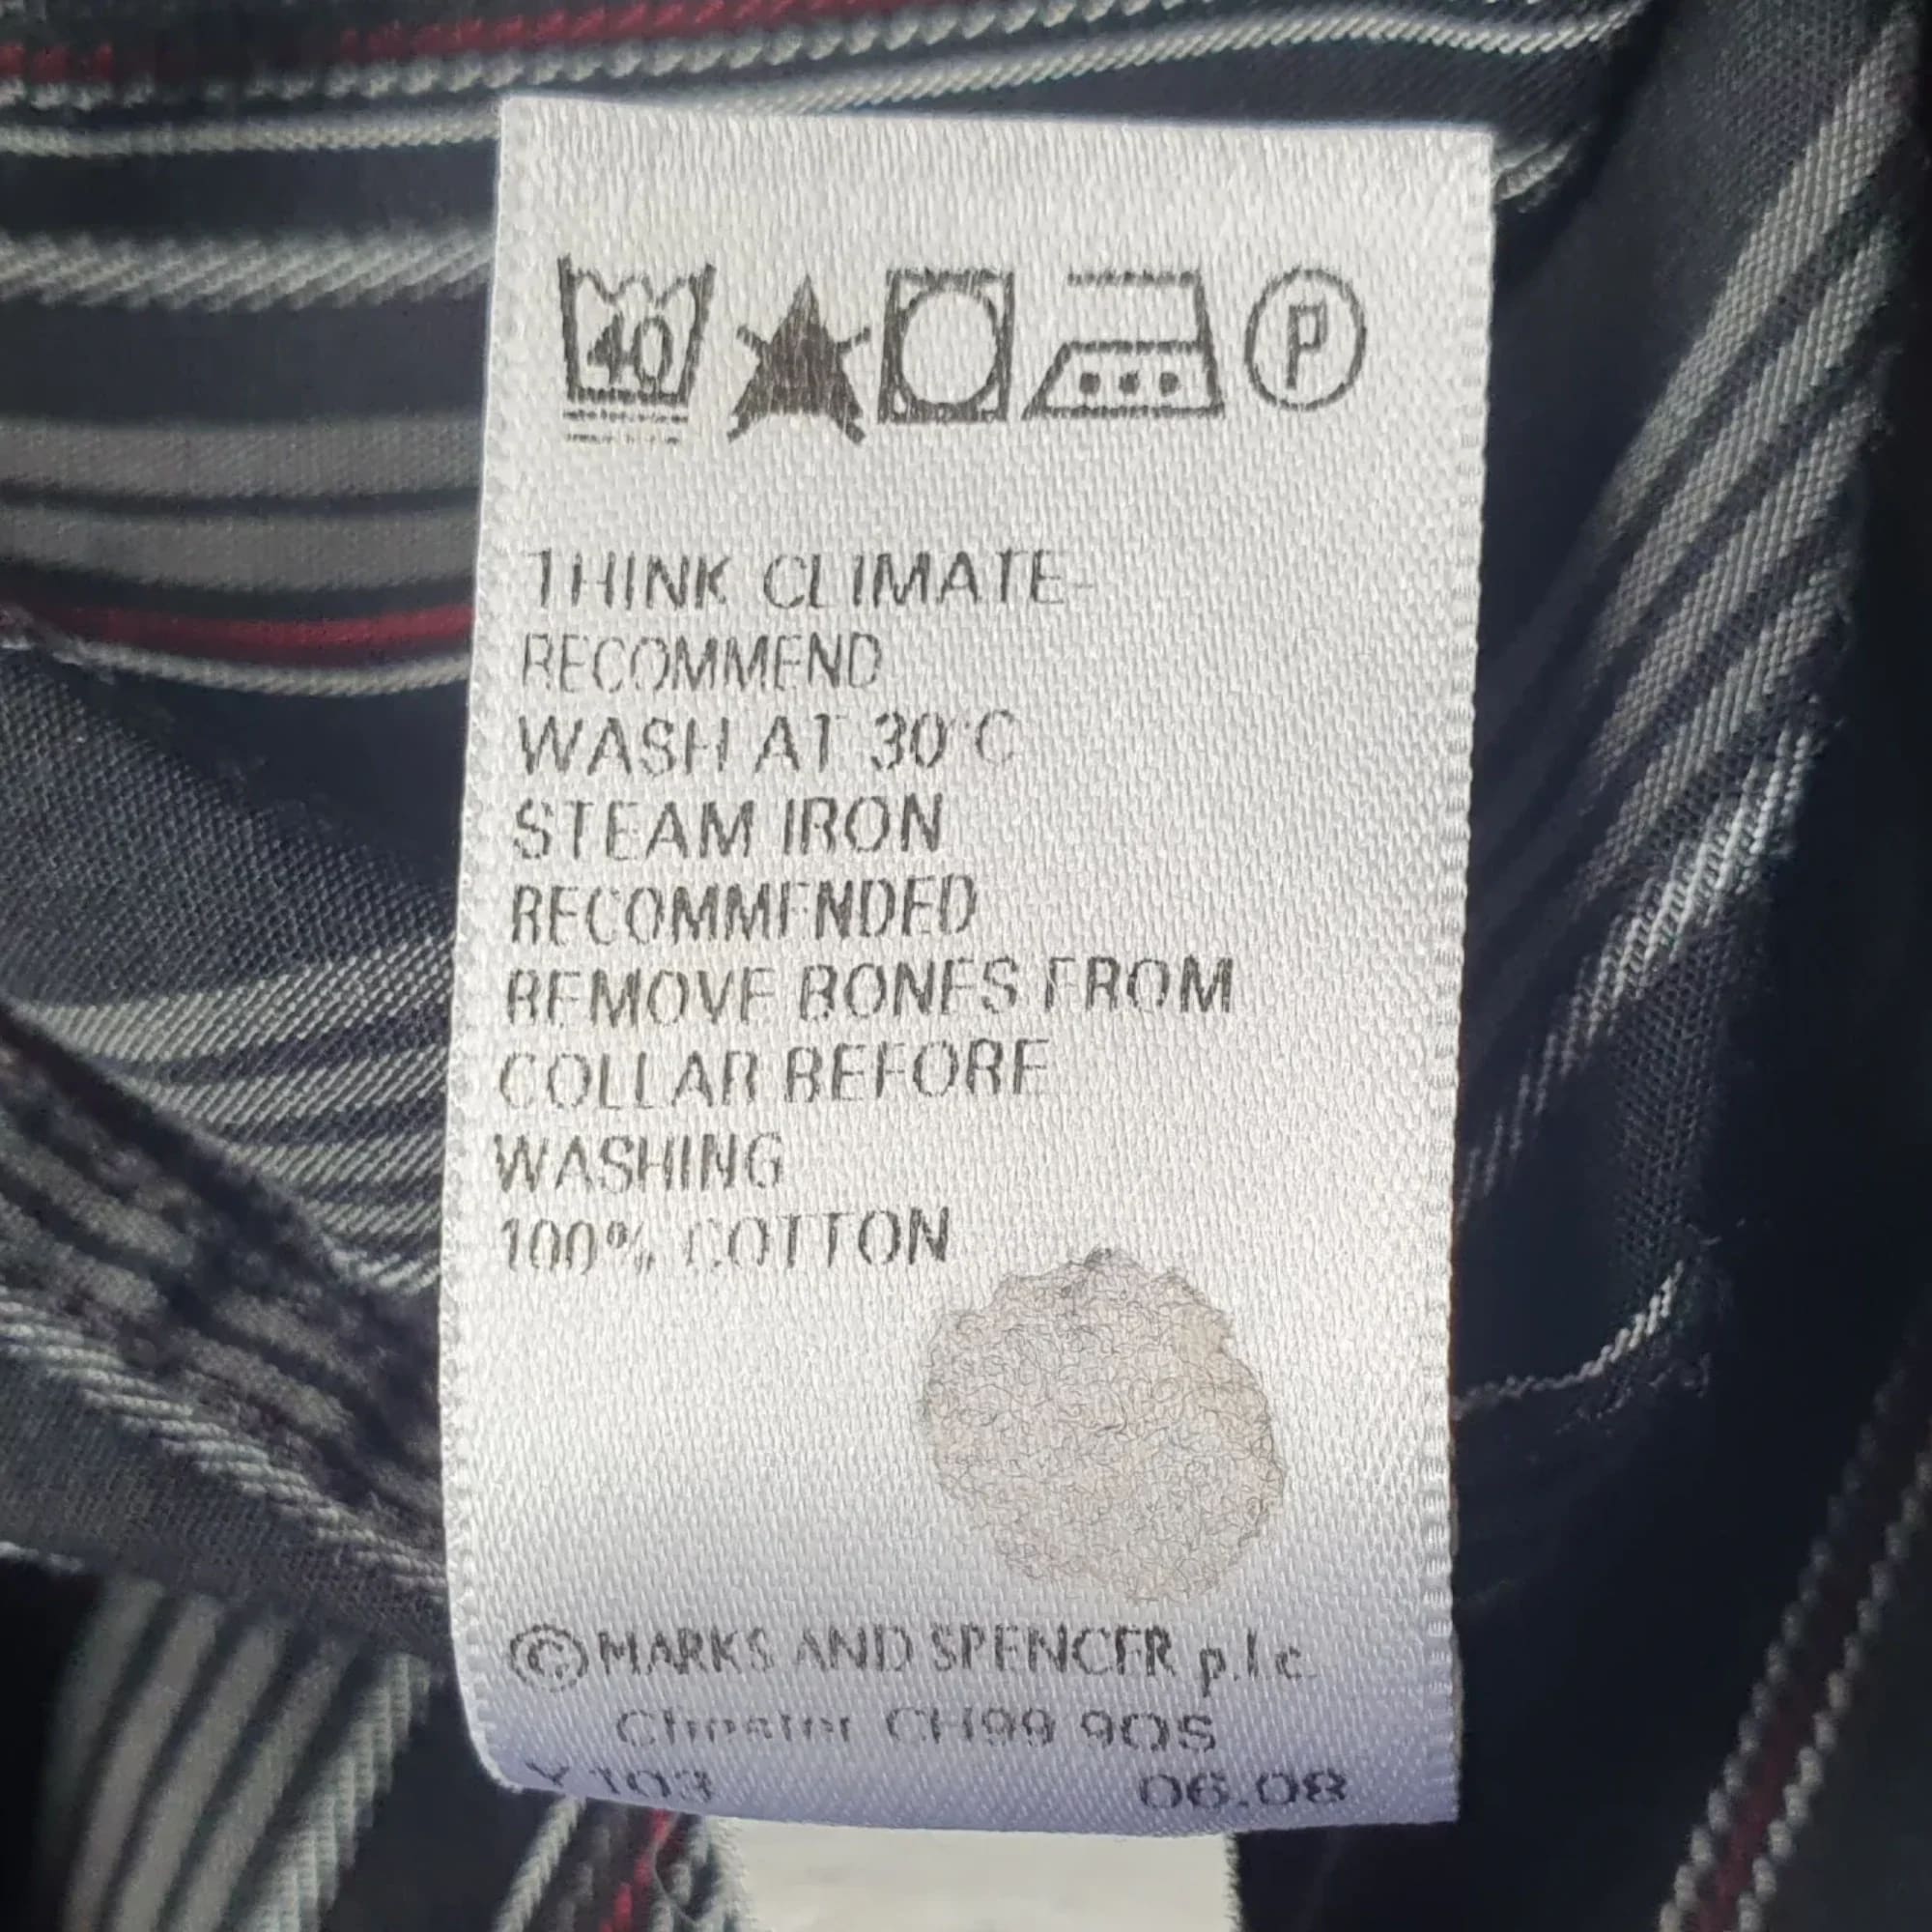 40
P
THINK CLIMATE-
RECOMMEND
WASH AT 30°C
STEAM IRON
RECOMMENDED
REMOVE BONES FROM
COLLAR BEFORE
WASHING
100% COTTON
© MARKS AND SPENCER p.l.c.
Chester CH99 9QS
Y 103 06.08